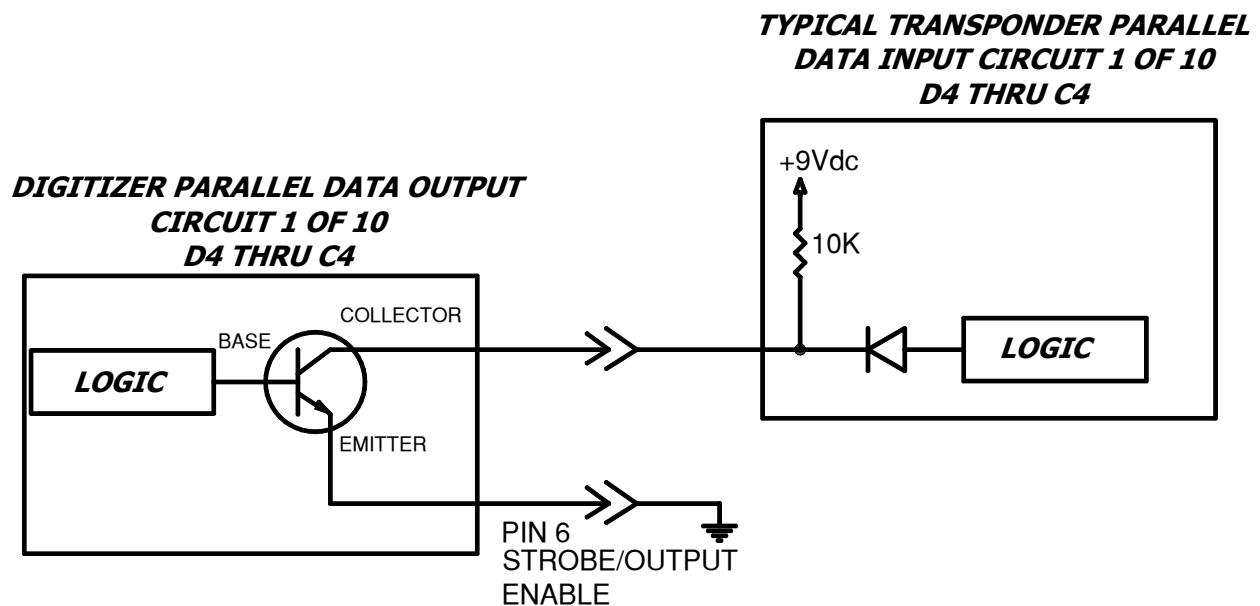 TYPICAL TRANSPONDER PARALLEL
DATA INPUT CIRCUIT 1 OF 10
D4 THRU C4
+9Vdc
10K
LOGIC
DIGITIZER PARALLEL DATA OUTPUT
CIRCUIT 1 OF 10
D4 THRU C4
COLLECTOR
BASE
LOGIC
EMITTER
PIN 6
STROBE/OUTPUT
ENABLE